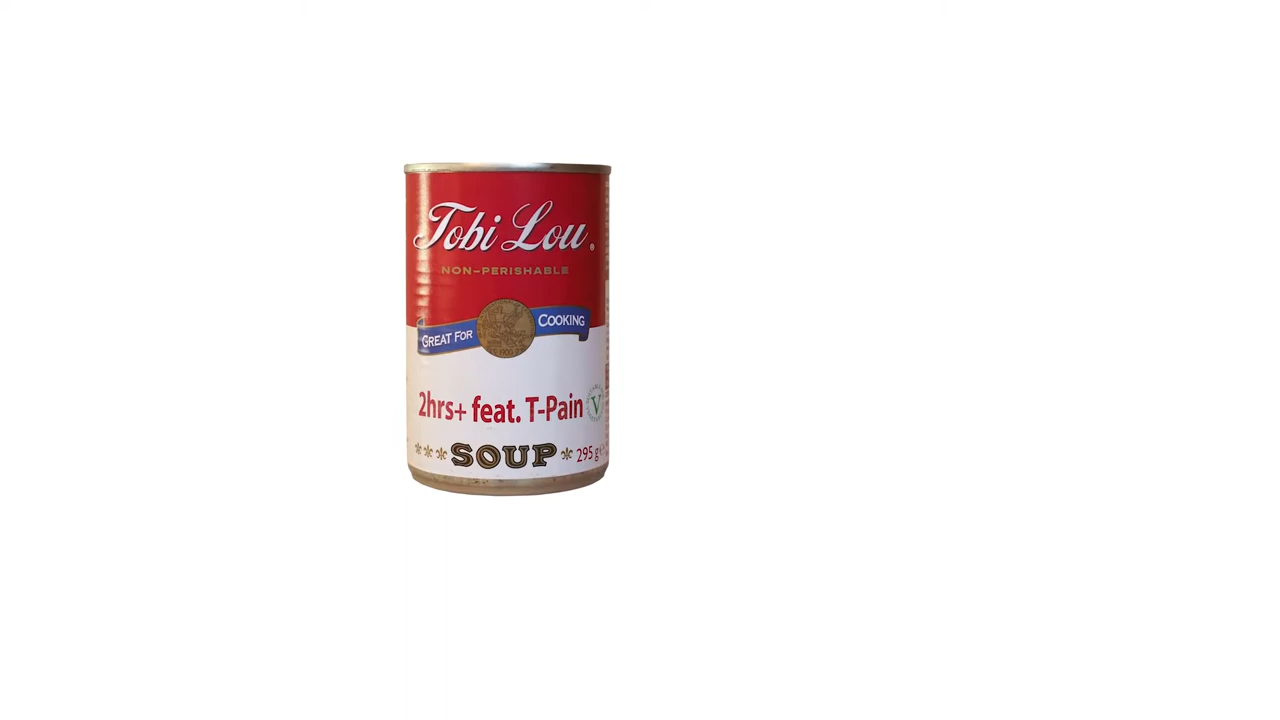 Tobi Lou
NON-PERISHABLE
GREAT FOR COOKING
2hrs+ feat. T-Pain
V
SOUP 295 g